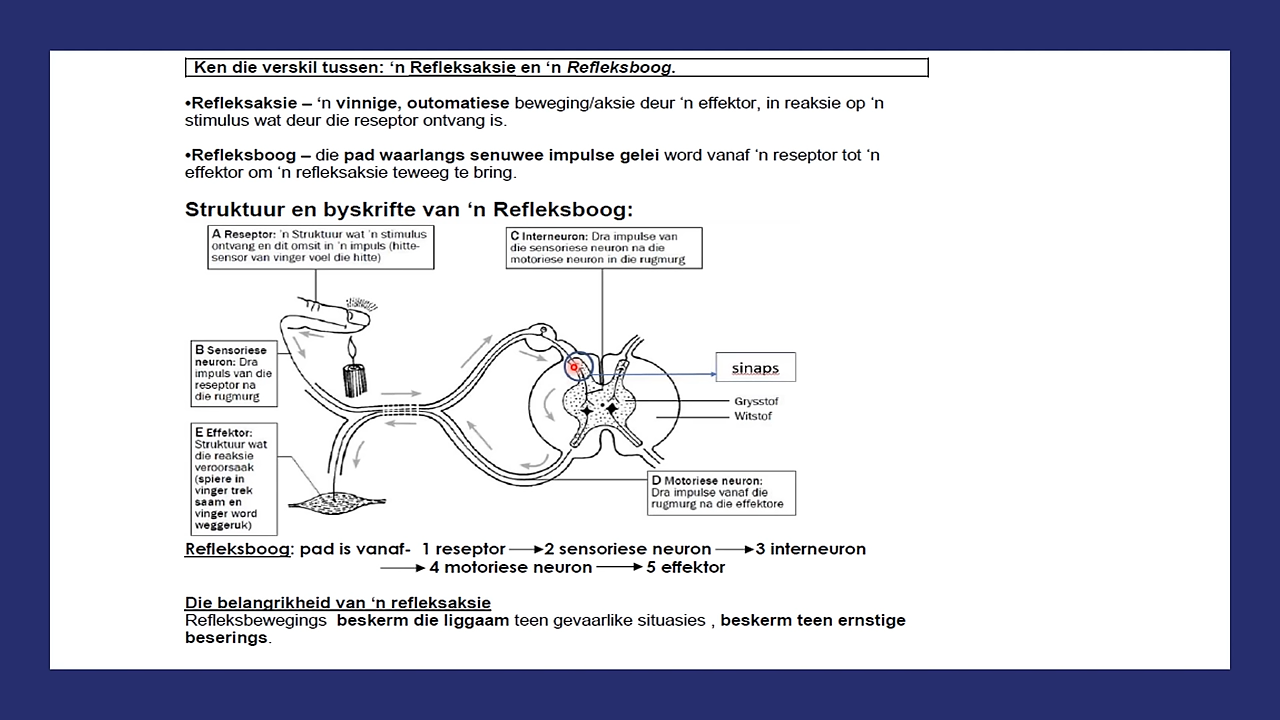 Ken die verskil tussen: ‘n Refleksaksie en ‘n Refleksboog.
•Refleksaksie – ‘n vinnige, outomatiese beweging/aksie deur ‘n effektor, in reaksie op ‘n
stimulus wat deur die reseptor ontvang is.
•Refleksboog – die pad waarlangs senuwee impulse gelei word vanaf ‘n reseptor tot ‘n
effektor om ‘n refleksaksie teweeg te bring.
Struktuur en byskrifte van ‘n Refleksboog:
A Reseptor: ‘n Struktuur wat ‘n stimulus
ontvang en dit omsit in ‘n impuls (hitte-
sensor van vinger voel die hitte)
C Interneuron: Dra impulse van
die sensoriese neuron na die
motoriese neuron in die rugmurg
B Sensoriese
neuron: Dra
impuls van die
reseptor na
die rugmurg
sinaps
Grysstof
Witstof
E Effektor:
Struktuur wat
die reaksie
veroorsaak
(spiere in
vinger trek
saam en
vinger word
weggeruk)
D Motoriese neuron:
Dra impulse vanaf die
rugmurg na die effektore
Refleksboog: pad is vanaf- 1 reseptor → 2 sensoriese neuron → 3 interneuron
→ 4 motoriese neuron → 5 effektor
Die belangrikheid van ‘n refleksaksie
Refleksbewegings beskerm die liggaam teen gevaarlike situasies , beskerm teen ernstige
beserings.